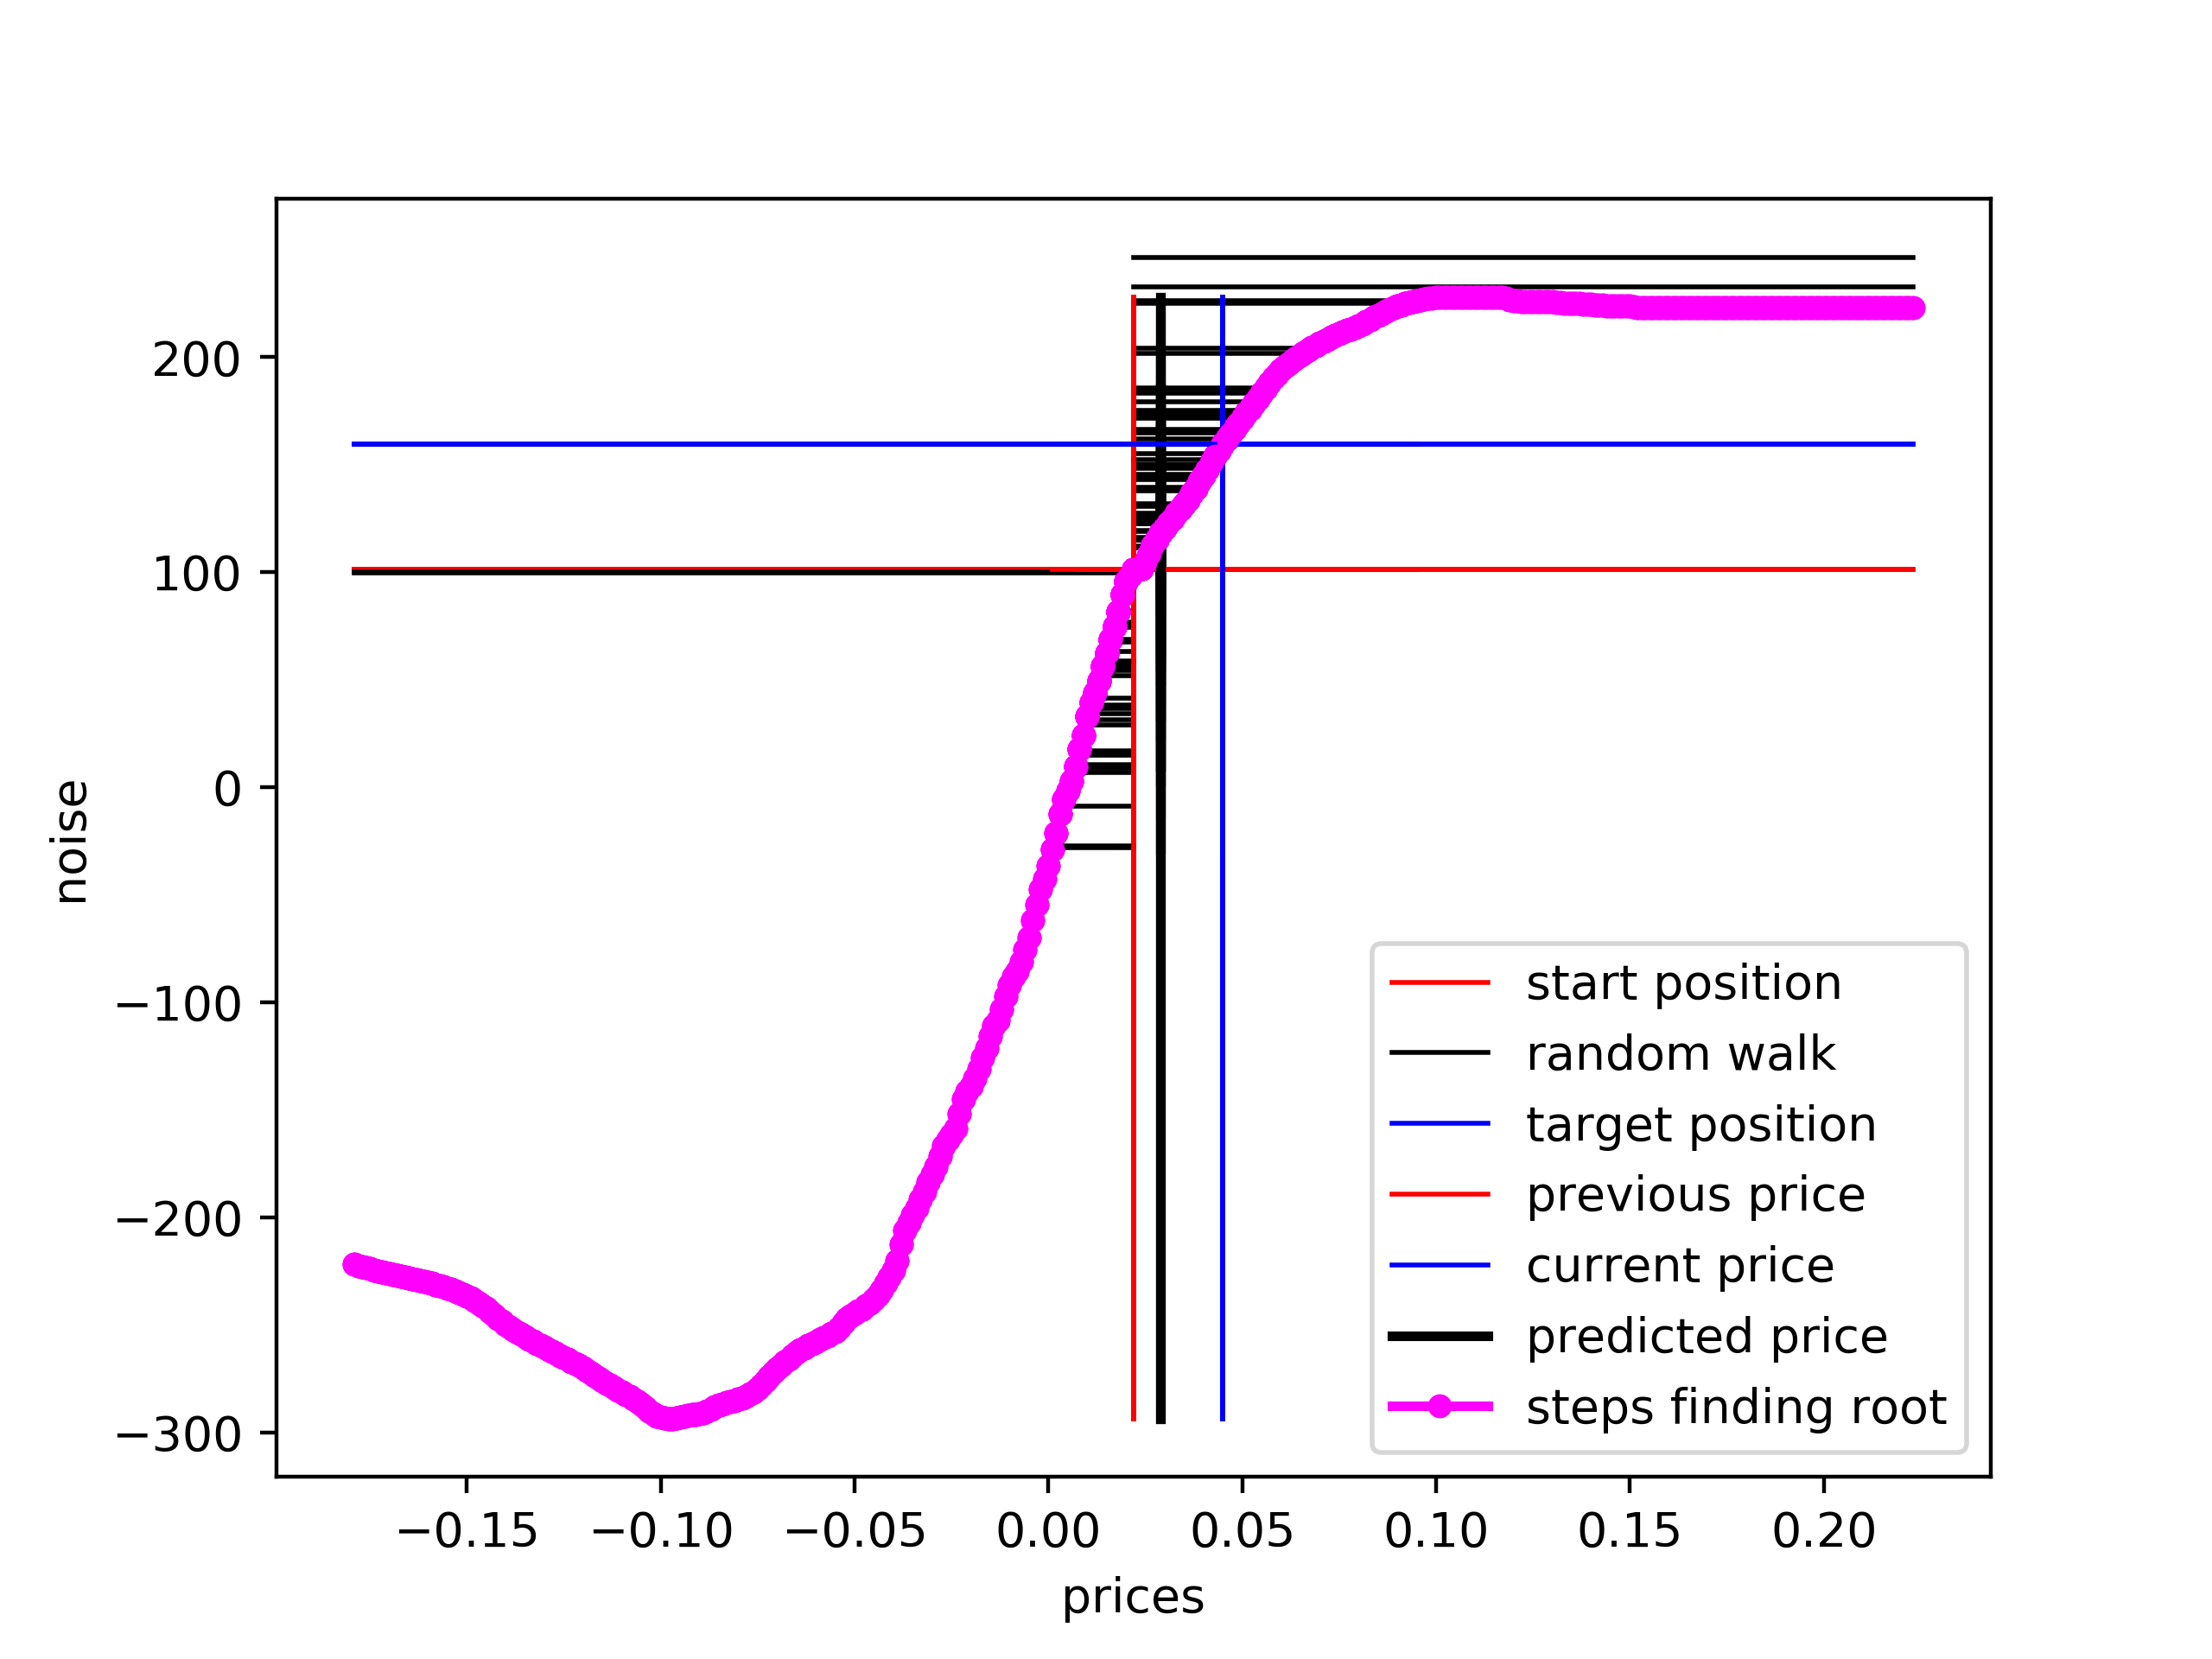 200
100
0
−100
−200
−300
noise
−0.15 −0.10 −0.05 0.00 0.05 0.10 0.15 0.20
prices
start position
random walk
target position
previous price
current price
predicted price
steps finding root